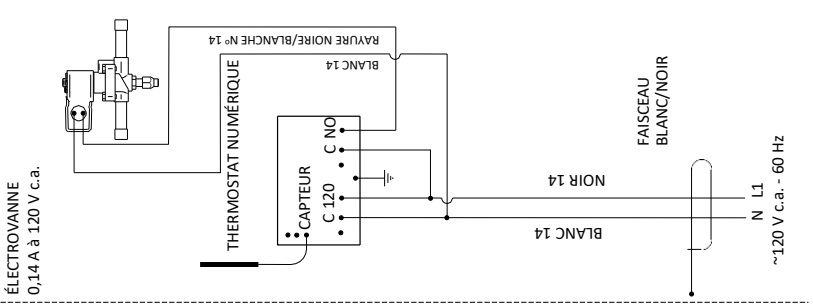 ÉLECTROVANNE
0,14 A à 120 V c.a.
RAYURE NOIRE/BLANCHE Nº 14
BLANC 14
THERMOSTAT NUMÉRIQUE
CAPTEUR
C NO
C 120
NOIR 14
BLANC 14
FAISCEAU
BLANC/NOIR
N L1
~120 V c.a. - 60 Hz